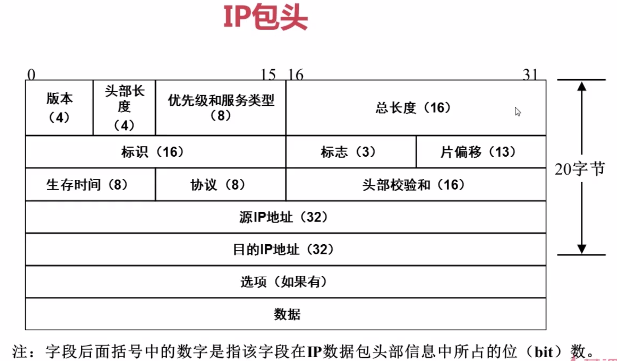 IP包头
0 15 16 31
版本
(4)
头部长
度
(4)
优先级和服务类型
(8)
总长度（16）
标识（16）
标志（3）
片偏移（13）
20字节
生存时间（8）
协议（8）
头部校验和（16）
源IP地址（32）
目的IP地址（32）
选项（如果有）
数据
注：字段后面括号中的数字是指该字段在IP数据包头部信息中所占的位（bit）数。